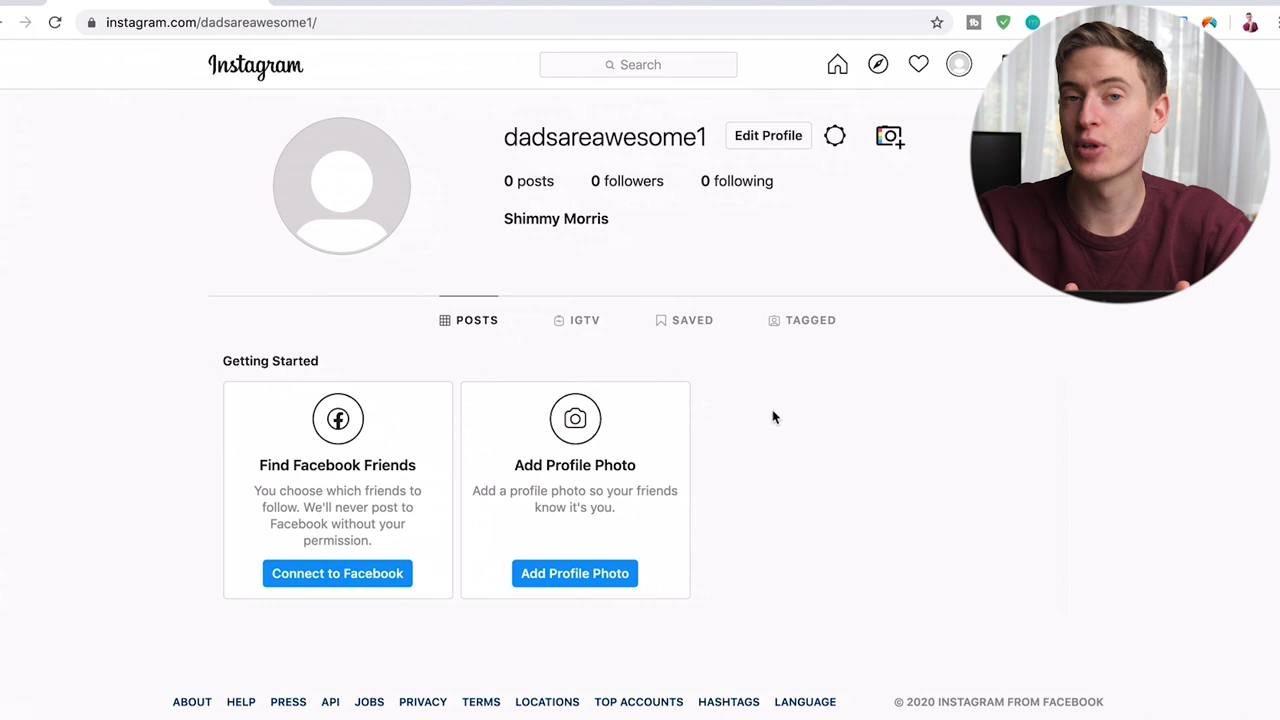 instagram.com/dadsareawesome1/
Instagram
Search
dadsareawesome1
Edit Profile
0 posts 0 followers 0 following
Shimmy Morris
POSTS IGTV SAVED TAGGED
Getting Started
Find Facebook Friends
You choose which friends to
follow. We'll never post to
Facebook without your
permission.
Connect to Facebook
Add Profile Photo
Add a profile photo so your friends
know it's you.
Add Profile Photo
ABOUT HELP PRESS API JOBS PRIVACY TERMS LOCATIONS TOP ACCOUNTS HASHTAGS LANGUAGE © 2020 INSTAGRAM FROM FACEBOOK